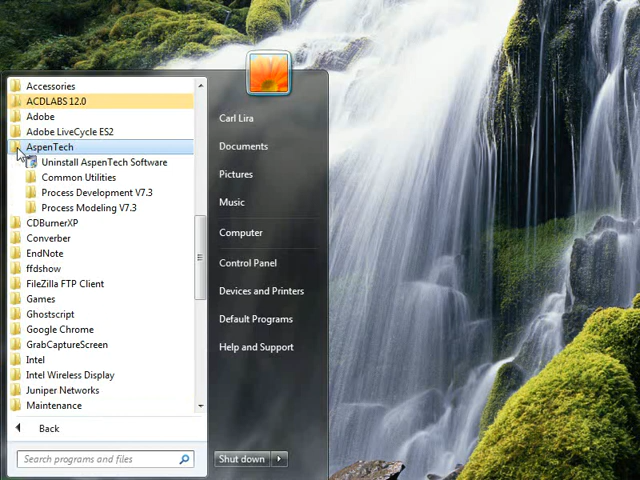 Accessories
ACDLABS 12.0
Adobe
Adobe LiveCycle ES2
AspenTech
Uninstall AspenTech Software
Common Utilities
Process Development V7.3
Process Modeling V7.3
CDBurnerXP
Converber
EndNote
ffdshow
FileZilla FTP Client
Games
Ghostscript
Google Chrome
GrabCaptureScreen
Intel
Intel Wireless Display
Juniper Networks
Maintenance
Back
Search programs and files
Carl Lira
Documents
Pictures
Music
Computer
Control Panel
Devices and Printers
Default Programs
Help and Support
Shut down